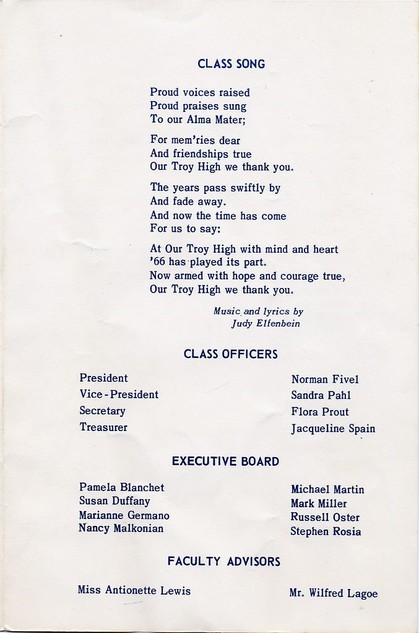 CLASS SONG
Proud voices raised
Proud praises sung
To our Alma Mater;
For mem'ries dear
And friendships true
Our Troy High we thank you.
The years pass swiftly by
And fade away.
And now the time has come
For us to say:
At Our Troy High with mind and heart
'66 has played its part.
Now armed with hope and courage true,
Our Troy High we thank you.
Music and lyrics by
Judy Elfenbein
CLASS OFFICERS
President Norman Fivel
Vice-President Sandra Pahl
Secretary Flora Prout
Treasurer Jacqueline Spain
EXECUTIVE BOARD
Pamela Blanchet Michael Martin
Susan Duffany Mark Miller
Marianne Germano Russell Oster
Nancy Malkonian Stephen Rosia
FACULTY ADVISORS
Miss Antionette Lewis Mr. Wilfred Lagoe